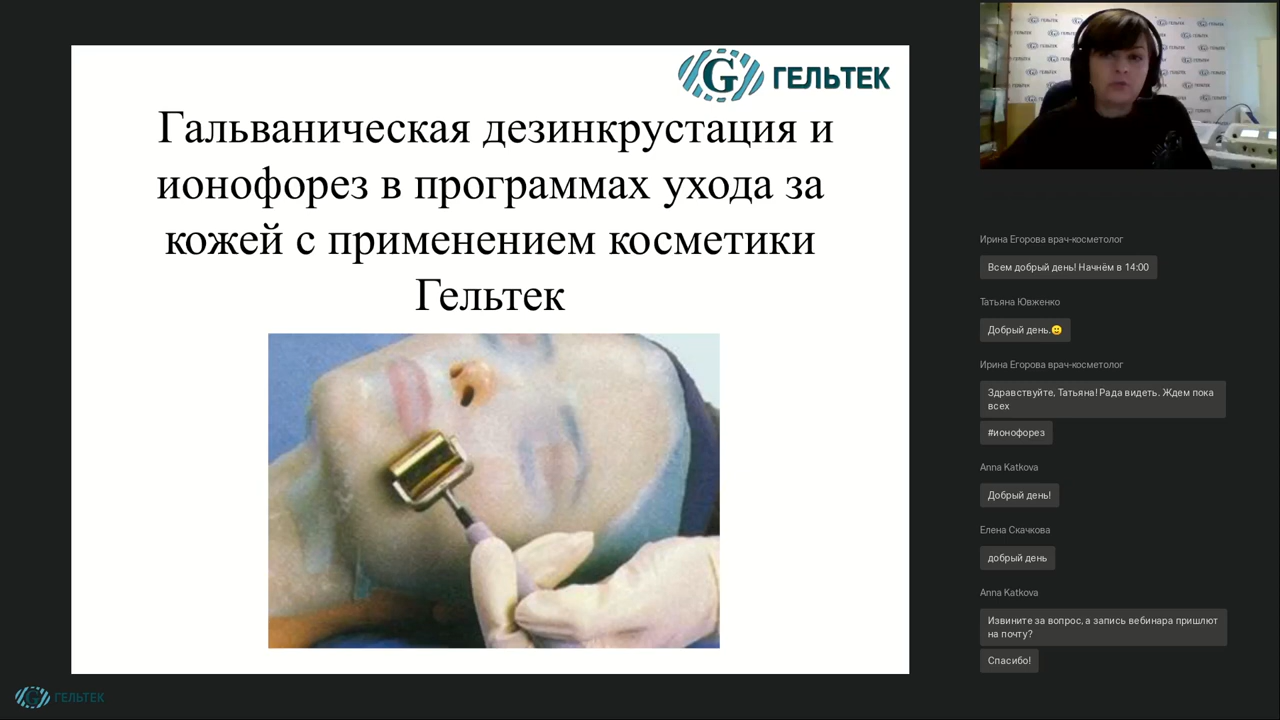 ГЕЛЬТЕК
Гальваническая дезинкрустация и
ионофорез в программах ухода за
кожей с применением косметики
Гельтек
Ирина Егорова врач-косметолог
Всем добрый день! Начнём в 14:00
Татьяна Ювженко
Добрый день.🙂
Ирина Егорова врач-косметолог
Здравствуйте, Татьяна! Рада видеть. Ждем пока
всех
#ионофорез
Anna Katkova
Добрый день!
Елена Скачкова
добрый день
Anna Katkova
Извините за вопрос, а запись вебинара пришлют
на почту?
Спасибо!
ГЕЛЬТЕК